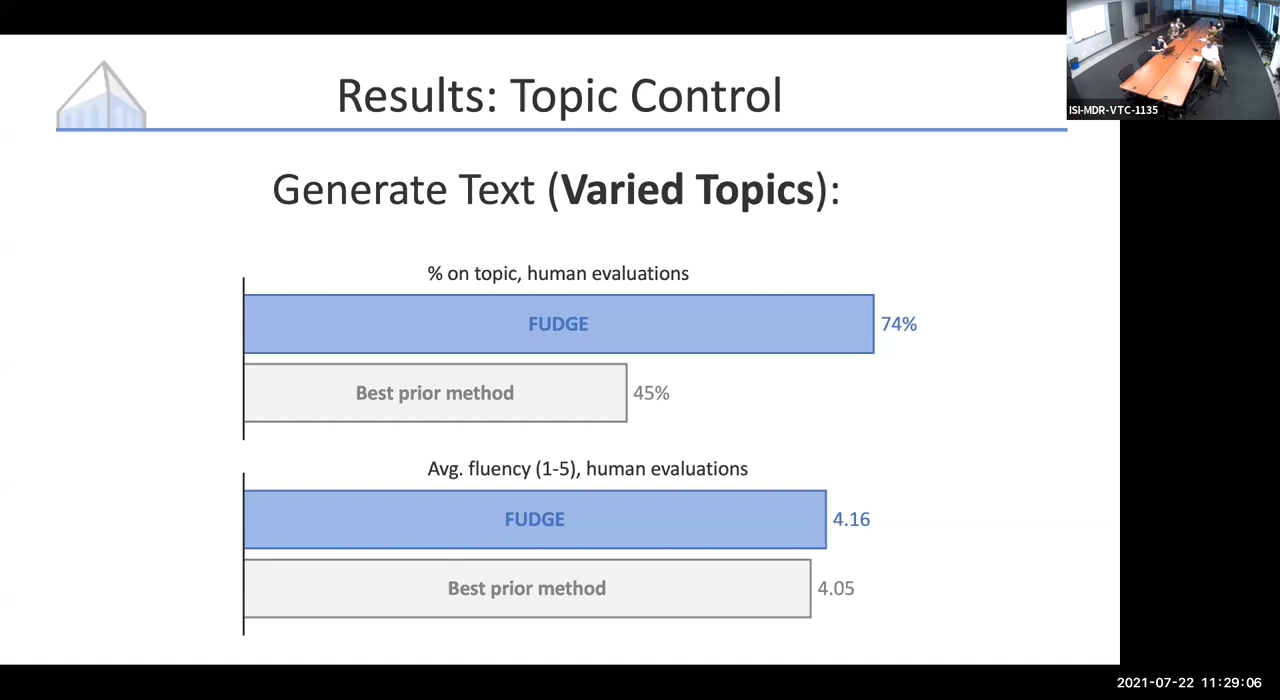 Results: Topic Control
ISI-MDR-VTC-1135
Generate Text (Varied Topics):
% on topic, human evaluations
FUDGE 74%
Best prior method 45%
Avg. fluency (1-5), human evaluations
FUDGE 4.16
Best prior method 4.05
2021-07-22 11:29:06